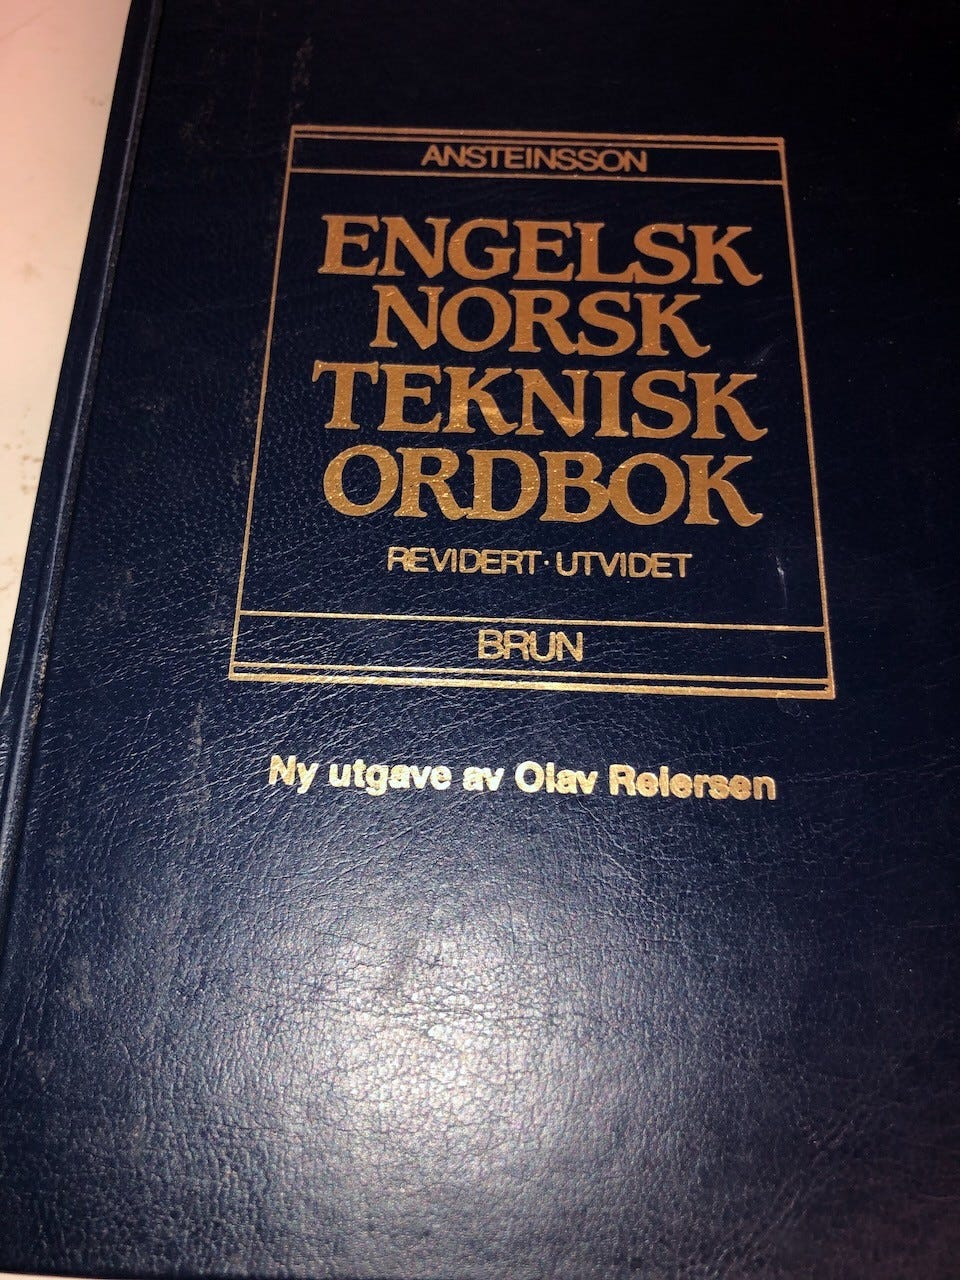 ANSTEINSSON
ENGELSK
NORSK
TEKNISK
ORDBOK
REVIDERT · UTVIDET
BRUN
Ny utgave av Olav Reiersen